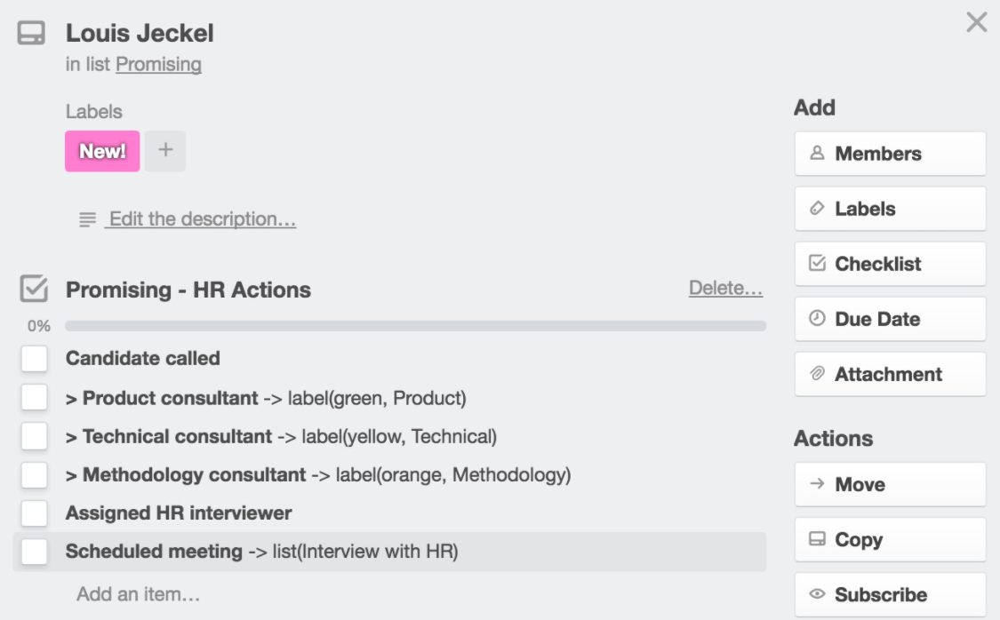 Louis Jeckel
in list Promising
Labels
New! +
Edit the description…
Promising - HR Actions Delete…
0%
Candidate called
> Product consultant -> label(green, Product)
> Technical consultant -> label(yellow, Technical)
> Methodology consultant -> label(orange, Methodology)
Assigned HR interviewer
Scheduled meeting -> list(Interview with HR)
Add an item…
Add
Members
Labels
Checklist
Due Date
Attachment
Actions
Move
Copy
Subscribe